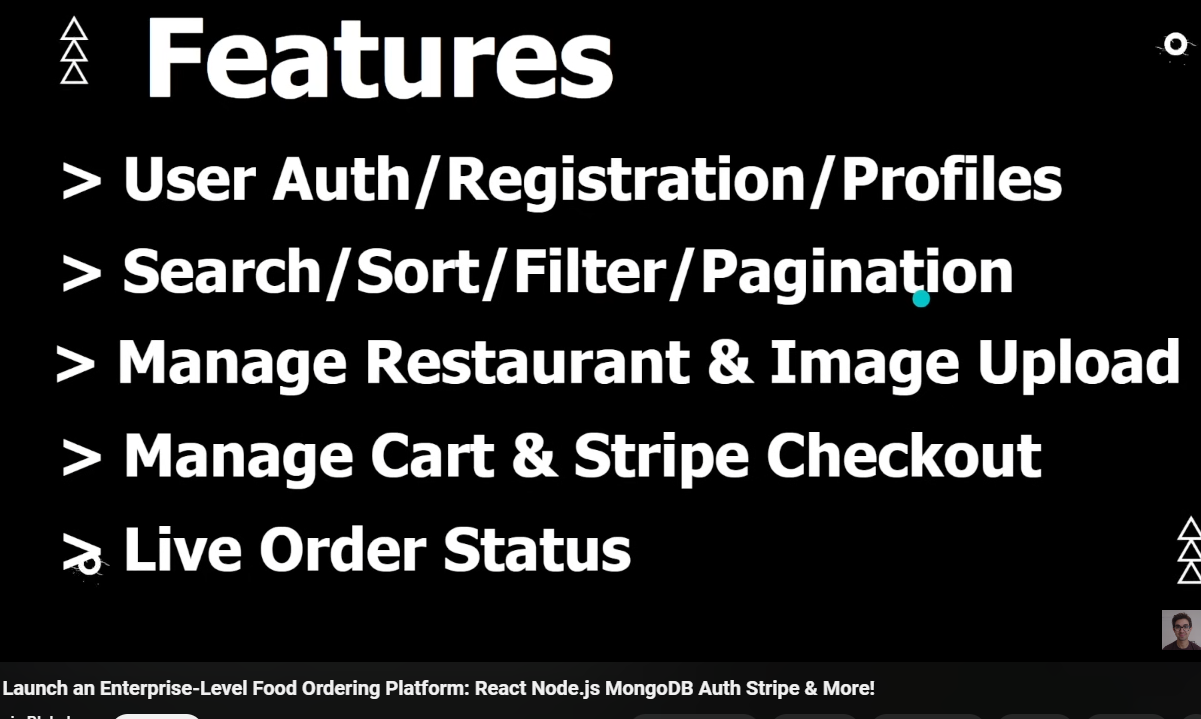 Features
> User Auth/Registration/Profiles
> Search/Sort/Filter/Pagination
> Manage Restaurant & Image Upload
> Manage Cart & Stripe Checkout
> Live Order Status
Launch an Enterprise-Level Food Ordering Platform: React Node.js MongoDB Auth Stripe & More!